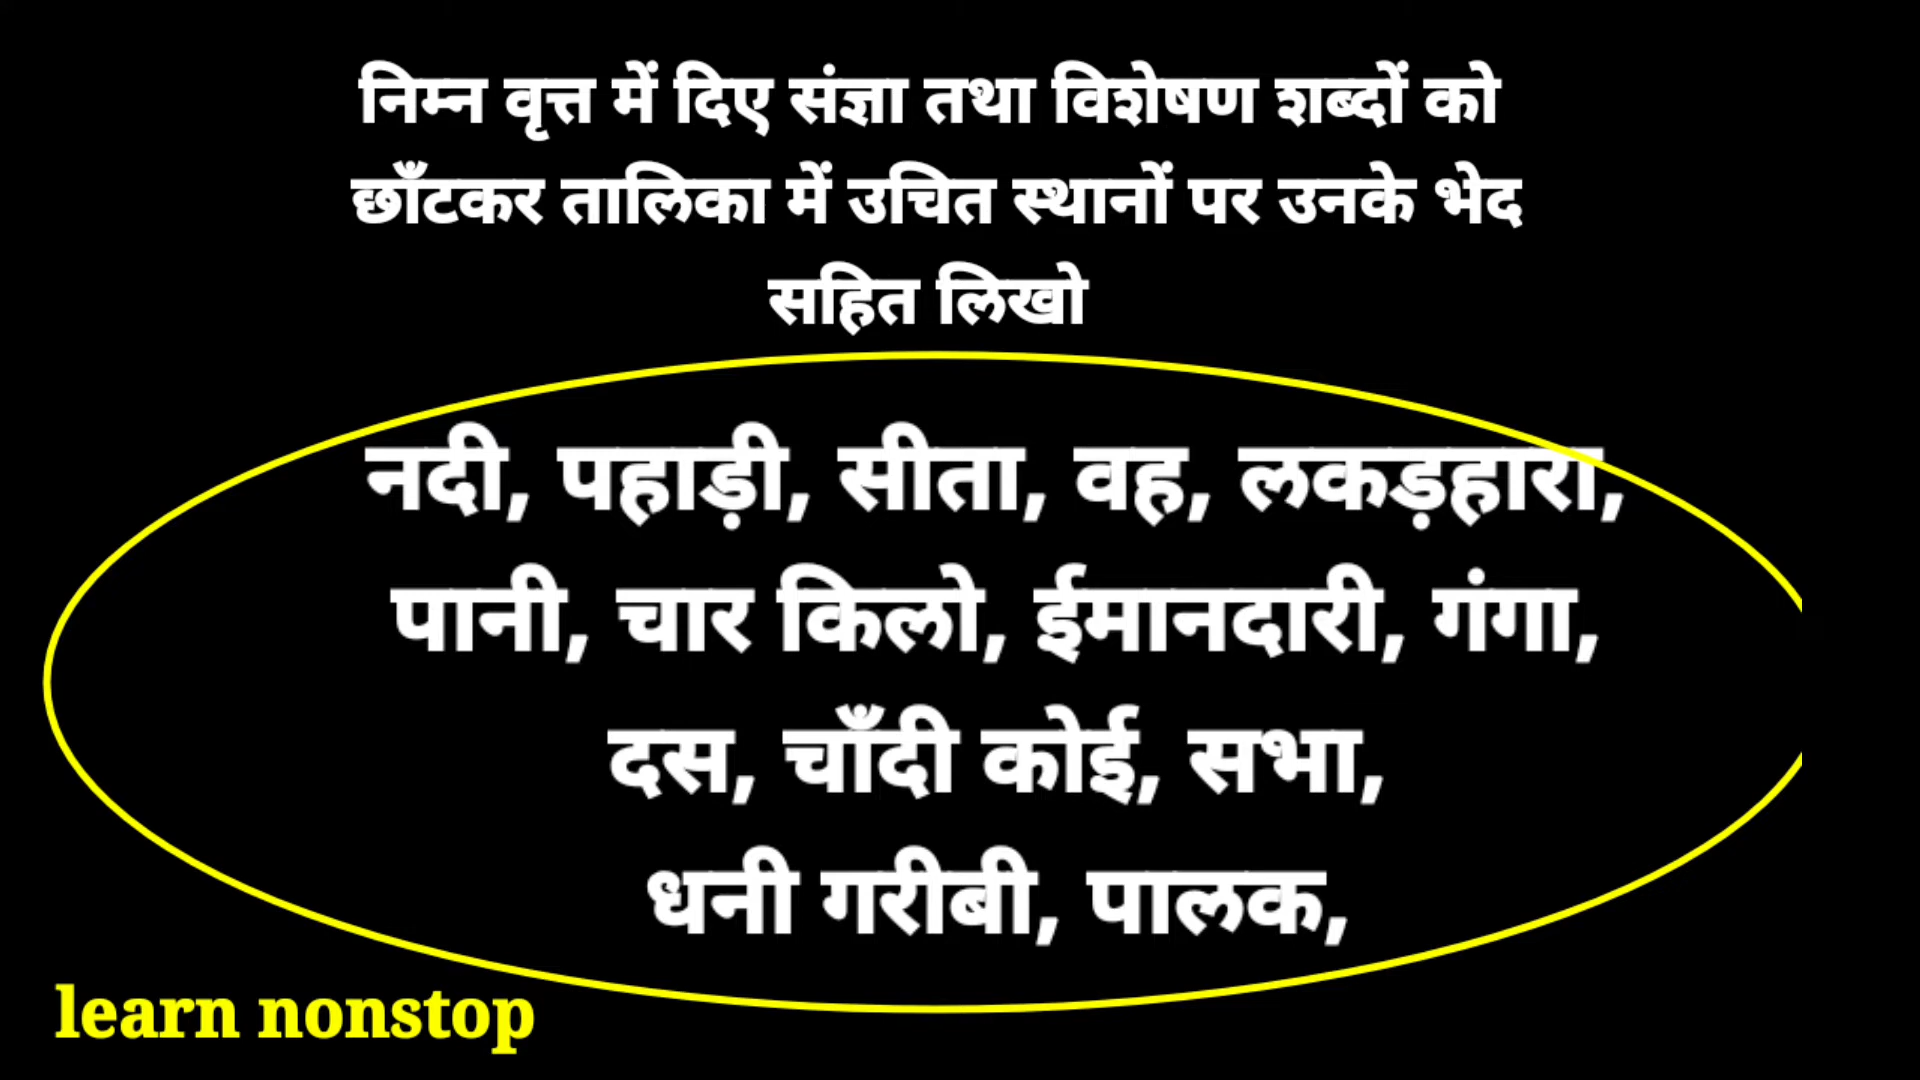 निम्न वृत्त में दिए संज्ञा तथा विशेषण शब्दों को
छाँटकर तालिका में उचित स्थानों पर उनके भेद
सहित लिखो
नदी, पहाड़ी, सीता, वह, लकड़हारा,
पानी, चार किलो, ईमानदारी, गंगा,
दस, चाँदी कोई, सभा,
धनी गरीबी, पालक,
learn nonstop